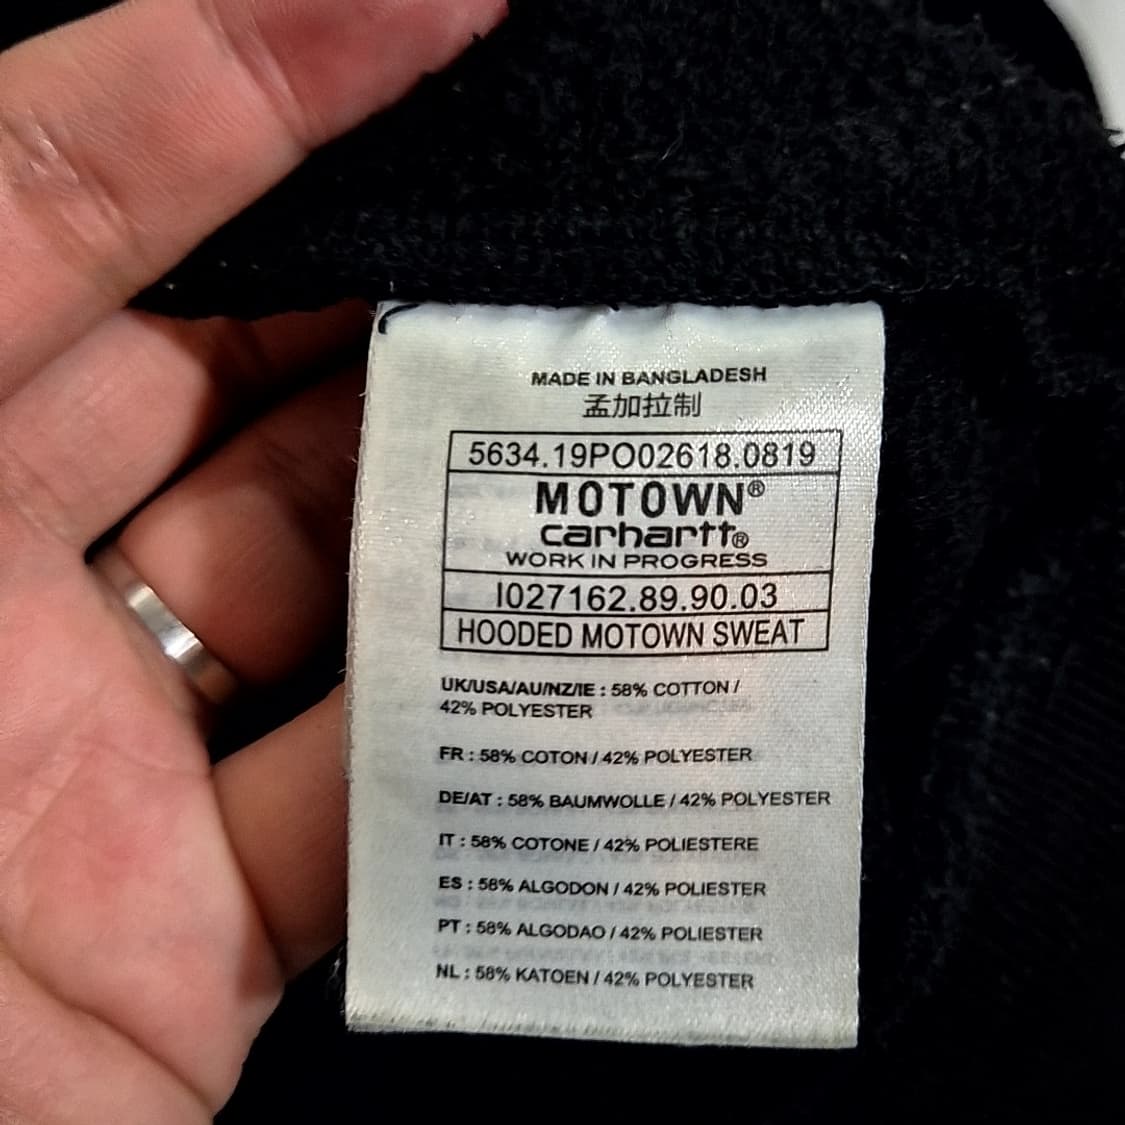 MADE IN BANGLADESH
孟加拉制
5634.19PO02618.0819
MOTOWN®
carhartt®
WORK IN PROGRESS
I027162.89.90.03
HOODED MOTOWN SWEAT
UK/USA/AU/NZ/IE : 58% COTTON /
42% POLYESTER
FR : 58% COTON / 42% POLYESTER
DE/AT : 58% BAUMWOLLE / 42% POLYESTER
IT : 58% COTONE / 42% POLIESTERE
ES : 58% ALGODON / 42% POLIESTER
PT : 58% ALGODAO / 42% POLIESTER
NL : 58% KATOEN / 42% POLYESTER